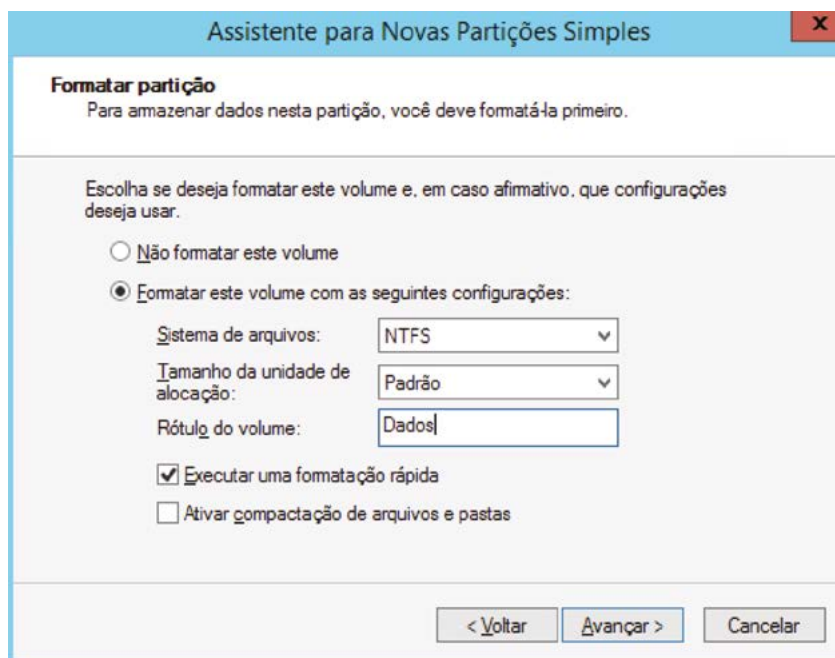 Assistente para Novas Partições Simples
x
Formatar partição
Para armazenar dados nesta partição, você deve formatá-la primeiro.
Escolha se deseja formatar este volume e, em caso afirmativo, que configurações
deseja usar.
Não formatar este volume
Formatar este volume com as seguintes configurações:
Sistema de arquivos: NTFS
Tamanho da unidade de
alocação: Padrão
Rótulo do volume: Dados
Executar uma formatação rápida
Ativar compactação de arquivos e pastas
< Voltar Avançar > Cancelar